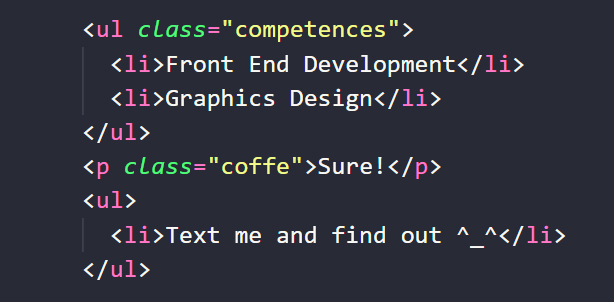 <ul class="competences">
<li>Front End Development</li>
<li>Graphics Design</li>
</ul>
<p class="coffe">Sure!</p>
<ul>
<li>Text me and find out ^_^</li>
</ul>